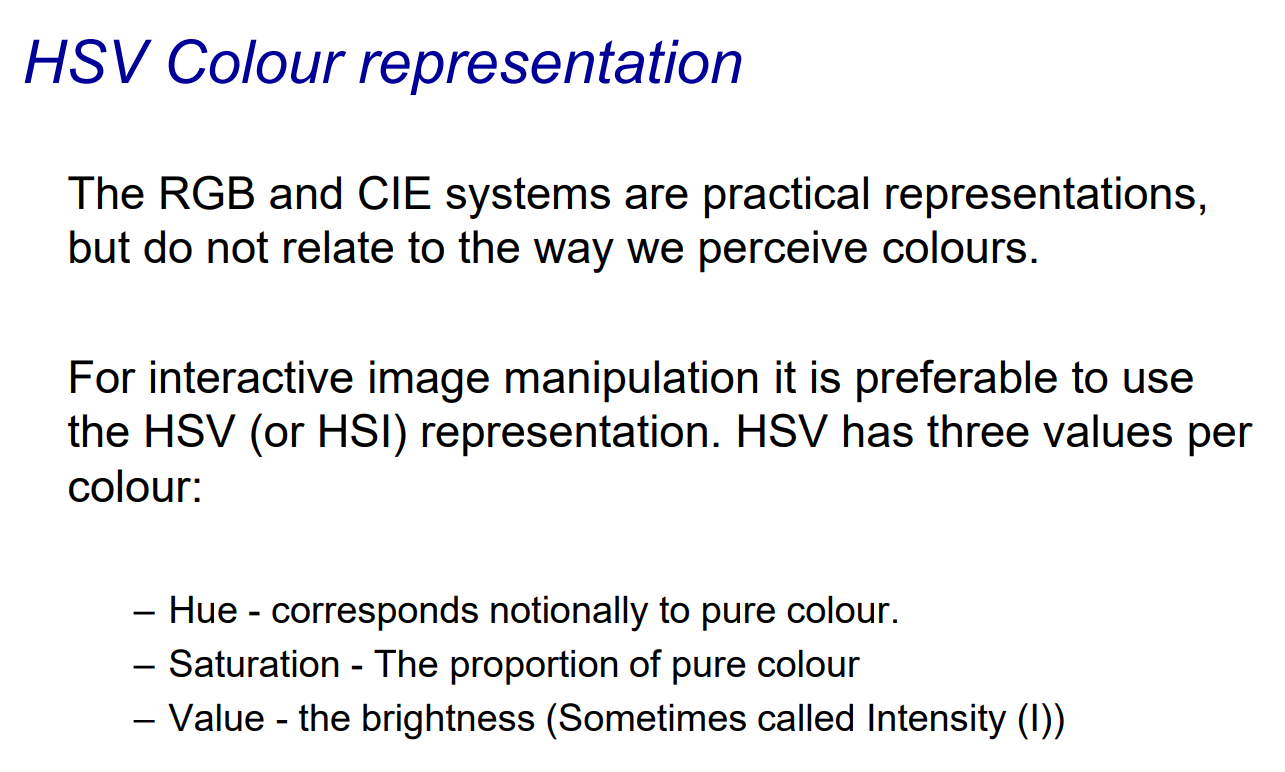 HSV Colour representation
The RGB and CIE systems are practical representations,
but do not relate to the way we perceive colours.
For interactive image manipulation it is preferable to use
the HSV (or HSI) representation. HSV has three values per
colour:
– Hue - corresponds notionally to pure colour.
– Saturation - The proportion of pure colour
– Value - the brightness (Sometimes called Intensity (I))